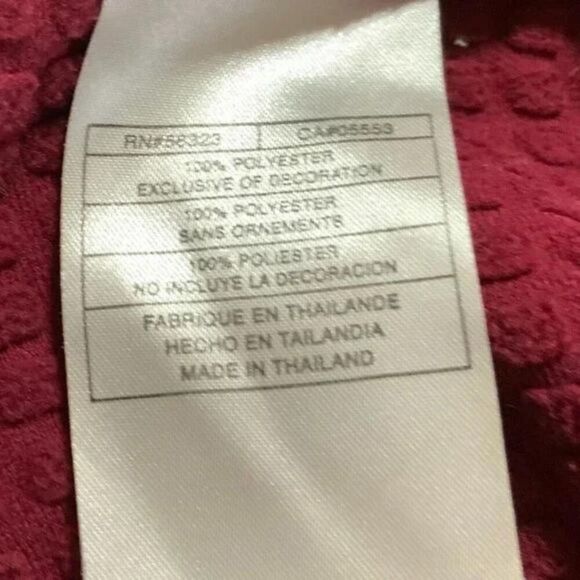 RN#56323 CA#05553
100% POLYESTER
EXCLUSIVE OF DECORATION
100% POLYESTER
SANS ORNEMENTS
100% POLIESTER
NO INCLUYE LA DECORACION
FABRIQUE EN THAILANDE
HECHO EN TAILANDIA
MADE IN THAILAND